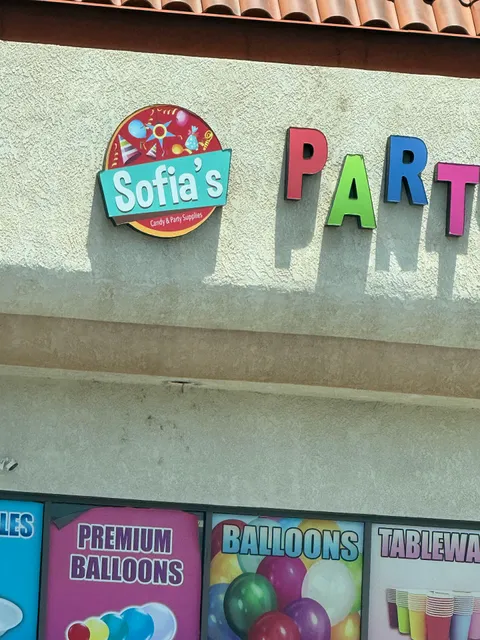 Sofia's
Candy & Party Supplies
PART
LES
PREMIUM
BALLOONS
BALLOONS
TABLEWA